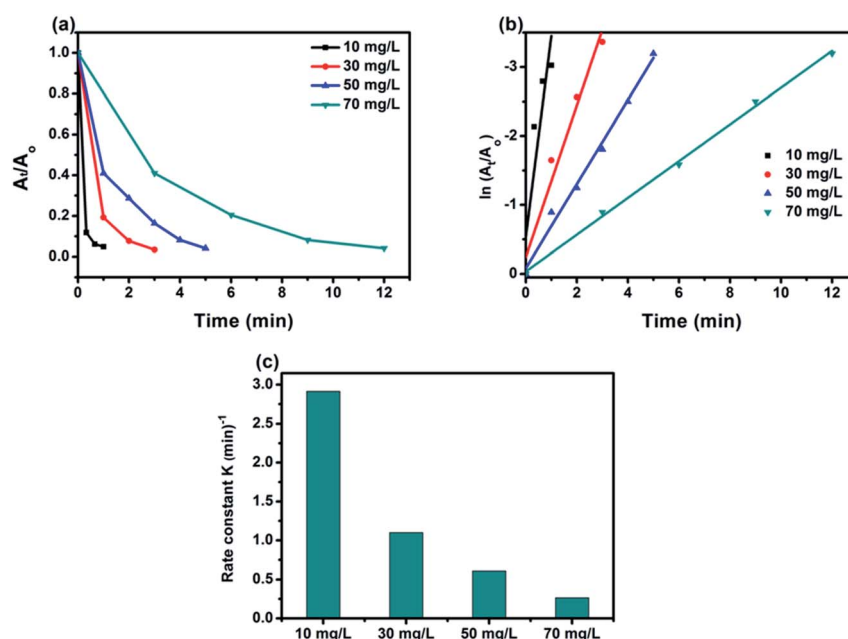 (a)
10 mg/L
30 mg/L
50 mg/L
70 mg/L
1.0
0.8
0.6
0.4
0.2
0.0
0 2 4 6 8 10 12
Aₜ/Aₒ
Time (min)
(b)
-3
-2
-1
0
0 2 4 6 8 10 12
ln (Aₜ/Aₒ)
10 mg/L
30 mg/L
50 mg/L
70 mg/L
Time (min)
(c)
3.0
2.5
2.0
1.5
1.0
0.5
0.0
Rate constant K (min)⁻¹
10 mg/L 30 mg/L 50 mg/L 70 mg/L